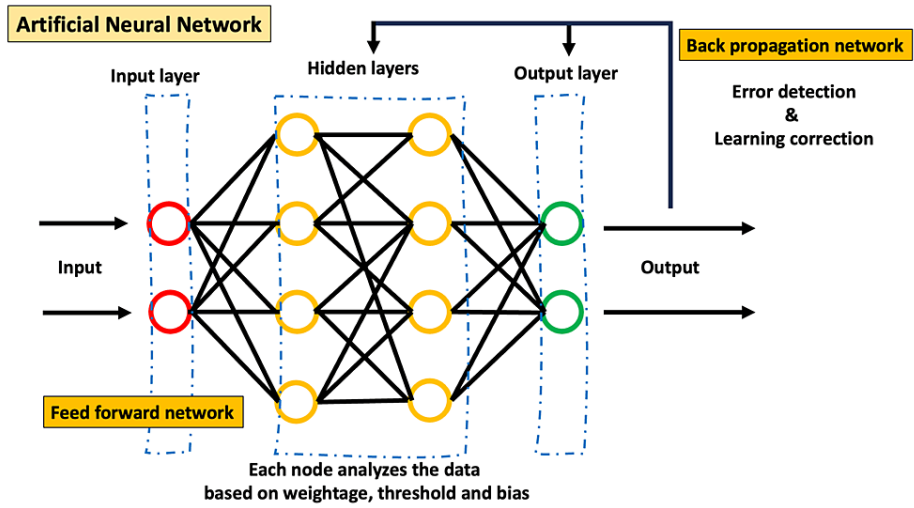 Artificial Neural Network
Back propagation network
Input layer
Hidden layers
Output layer
Error detection
&
Learning correction
Input
Output
Feed forward network
Each node analyzes the data
based on weightage, threshold and bias